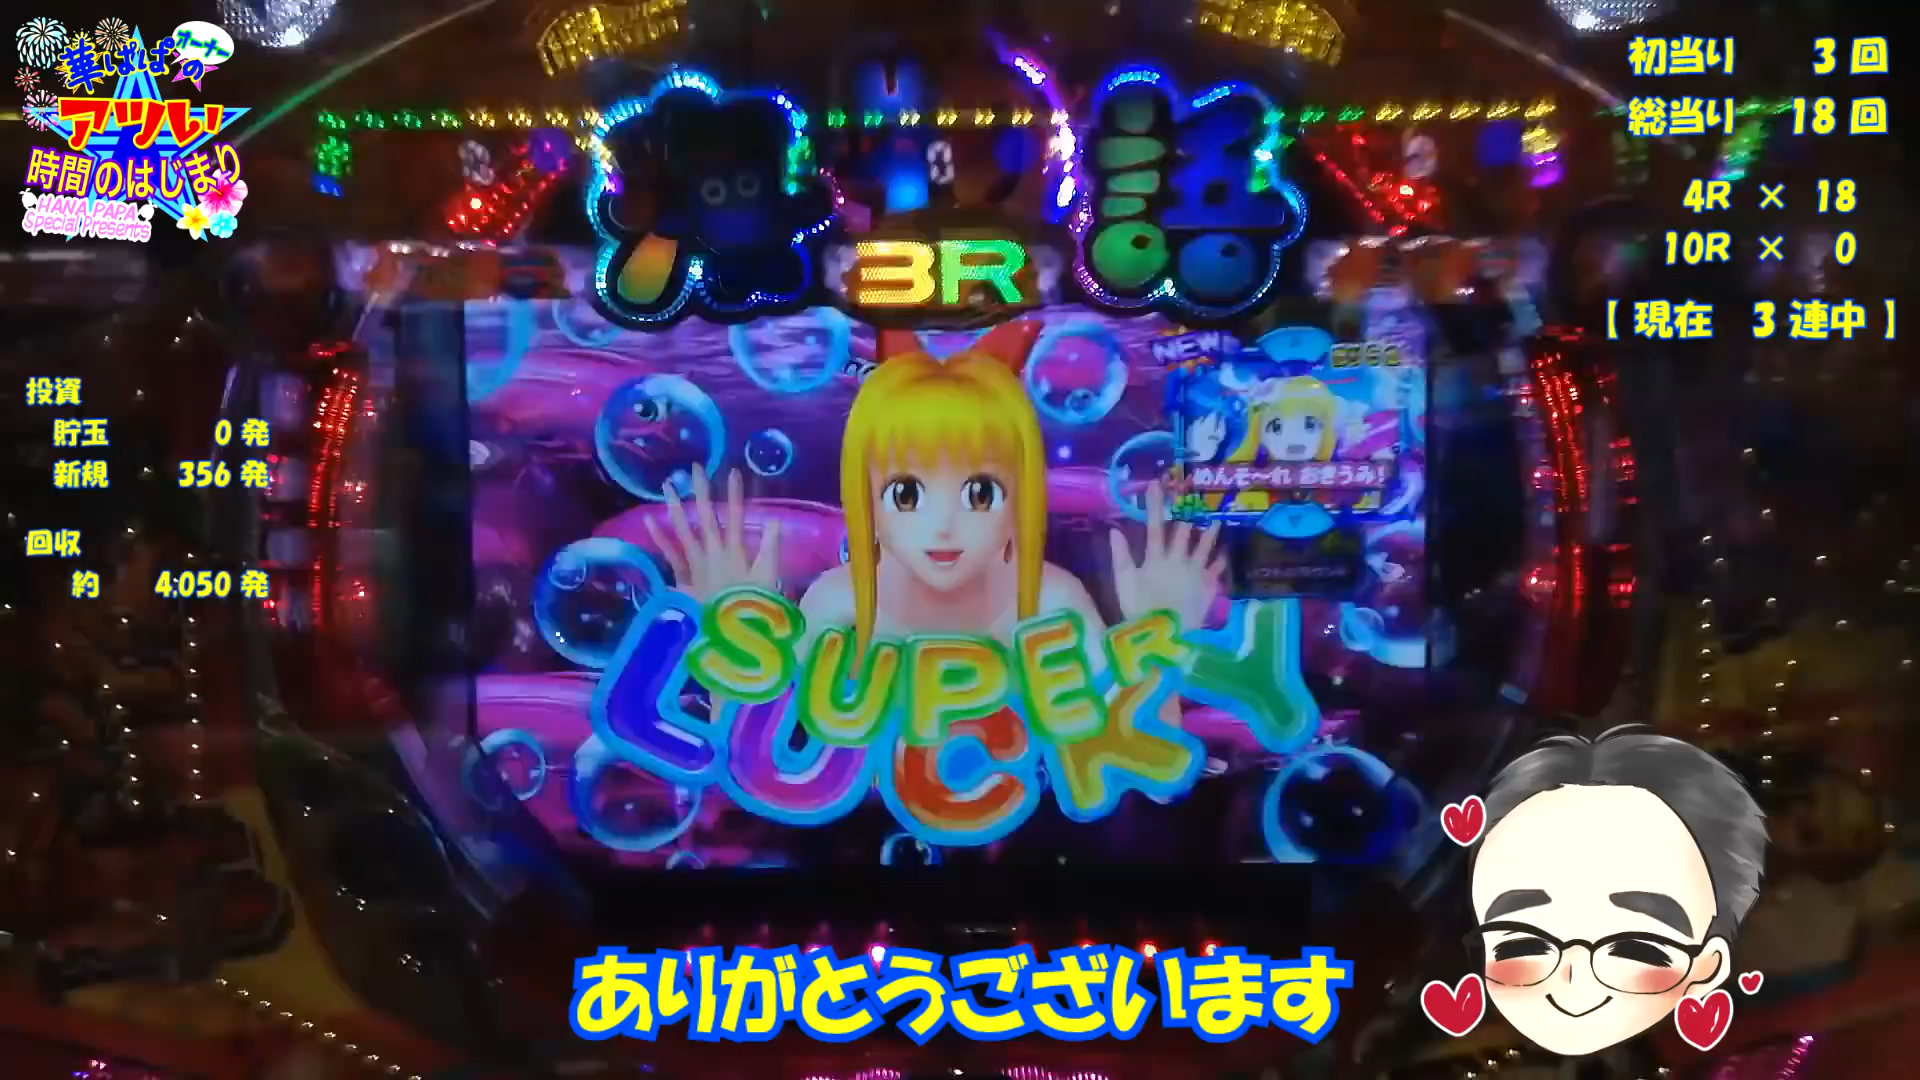 華ぱぱオーナーの
アツい
時間のはじまり
HANA PAPA
Special Presents
初当り 3 回
総当り 18 回
4R × 18
10R × 0
【 現在 3 連中 】
投資
貯玉 0 発
新規 356 発
回収
約 4,050 発
物語
3R
NEW!
めんそ〜れ おきうみ!
SUPER
LUCKY
ありがとうございます